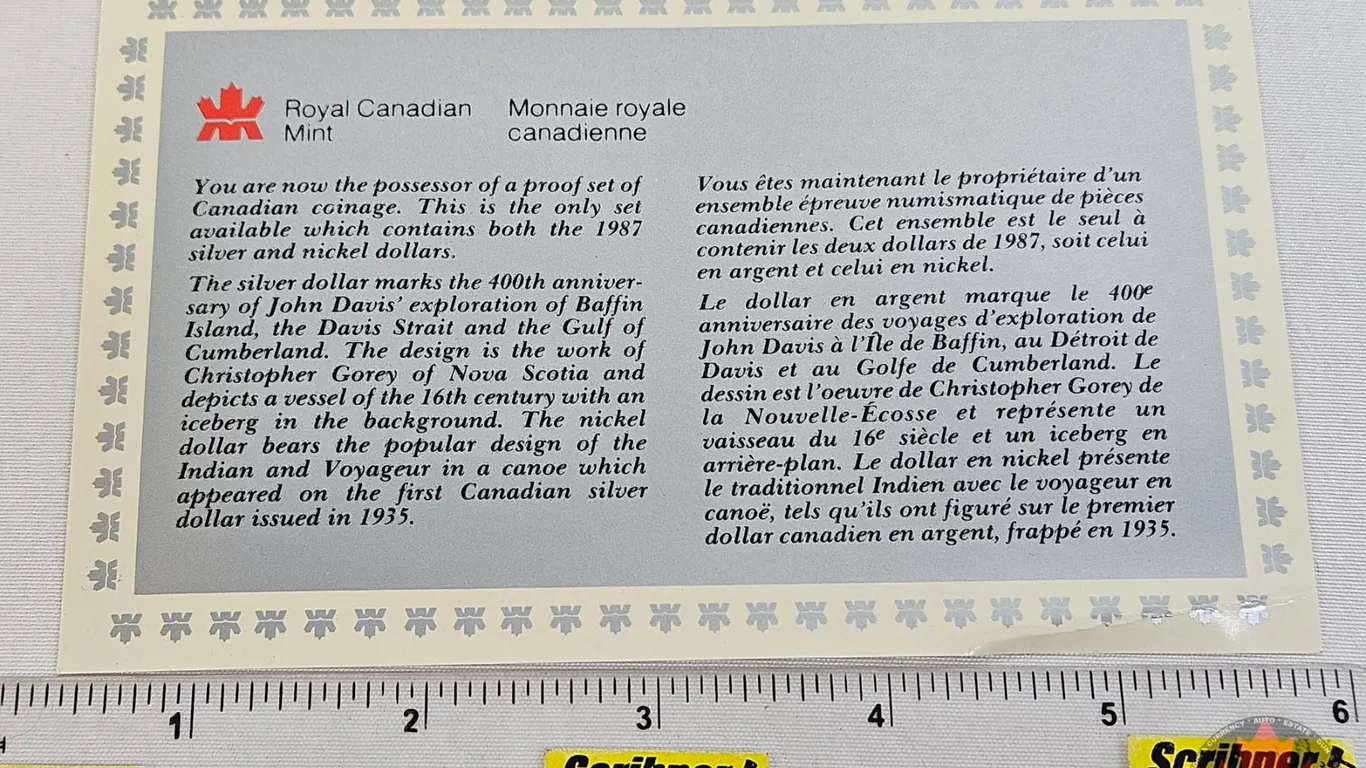 Royal Canadian
Mint
Monnaie royale
canadienne
You are now the possessor of a proof set of
Canadian coinage. This is the only set
available which contains both the 1987
silver and nickel dollars.
The silver dollar marks the 400th anniver-
sary of John Davis' exploration of Baffin
Island, the Davis Strait and the Gulf of
Cumberland. The design is the work of
Christopher Gorey of Nova Scotia and
depicts a vessel of the 16th century with an
iceberg in the background. The nickel
dollar bears the popular design of the
Indian and Voyageur in a canoe which
appeared on the first Canadian silver
dollar issued in 1935.
Vous êtes maintenant le propriétaire d'un
ensemble épreuve numismatique de pièces
canadiennes. Cet ensemble est le seul à
contenir les deux dollars de 1987, soit celui
en argent et celui en nickel.
Le dollar en argent marque le 400e
anniversaire des voyages d'exploration de
John Davis à l'Île de Baffin, au Détroit de
Davis et au Golfe de Cumberland. Le
dessin est l'oeuvre de Christopher Gorey de
la Nouvelle-Écosse et représente un
vaisseau du 16e siècle et un iceberg en
arrière-plan. Le dollar en nickel présente
le traditionnel Indien avec le voyageur en
canoë, tels qu'ils ont figuré sur le premier
dollar canadien en argent, frappé en 1935.
1 2 3 4 5 6
Scribner Scribner
CURRENCY · AUTO · ESTATE